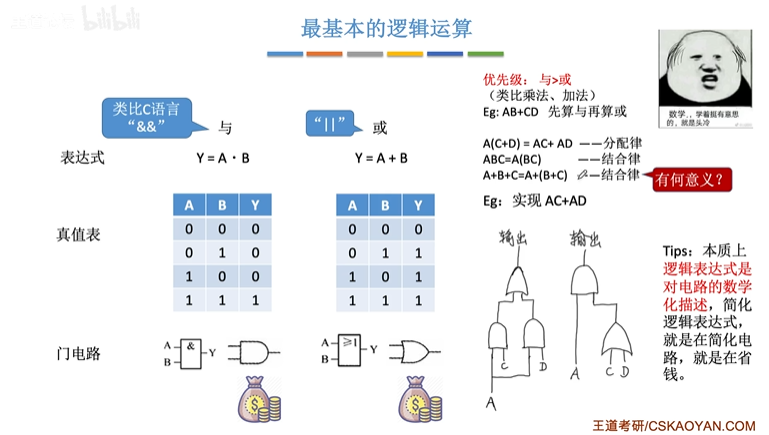 bilibili
最基本的逻辑运算
类比C语言
“&&”
与
“||”
或
表达式
Y = A · B
Y = A + B
真值表
A B Y
0 0 0
0 1 0
1 0 0
1 1 1
A B Y
0 0 0
0 1 1
1 0 1
1 1 1
门电路
A
B
&
Y
A
B
≥1
Y
$
$
优先级： 与>或
（类比乘法、加法）
Eg: AB+CD 先算与再算或
A(C+D) = AC+ AD ——分配律
ABC=A(BC) ——结合律
A+B+C=A+(B+C) ——结合律
有何意义？
Eg：实现 AC+AD
输出
C
D
A
输出
A
C D
数学，，学着挺有意思
的，就是头冷
Tips：本质上
逻辑表达式是
对电路的数学
化描述，简化
逻辑表达式，
就是在简化电
路，就是在省
钱。
王道考研/CSKAOYAN.COM